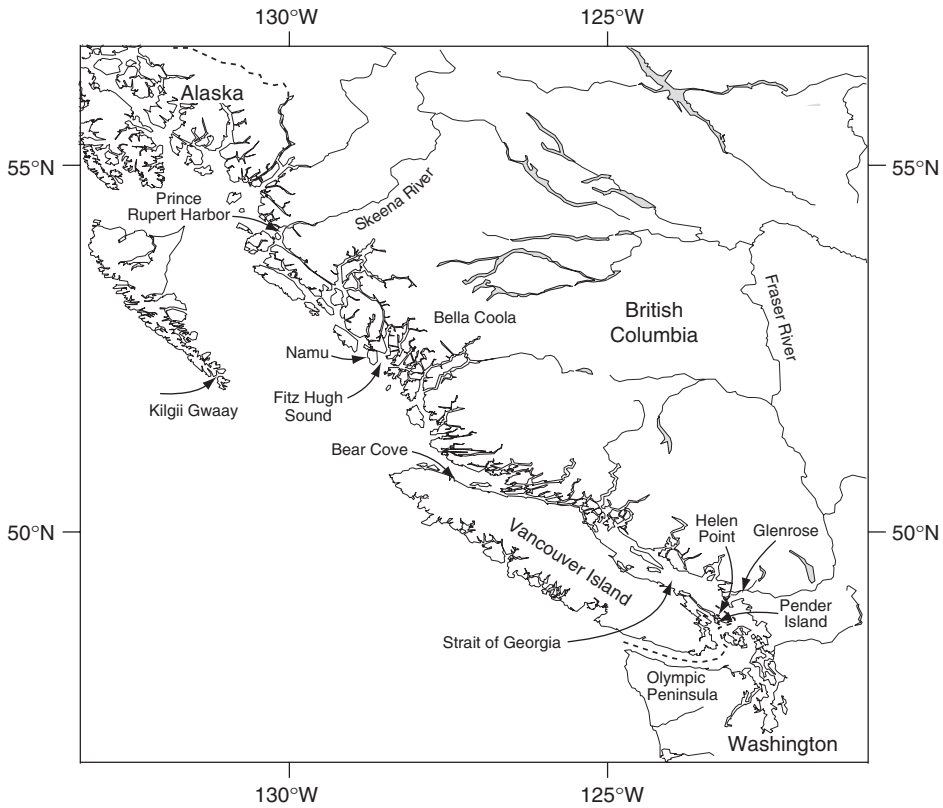 130°W
125°W
Alaska
55°N
55°N
Prince
Rupert Harbor
Skeena River
Fraser River
British
Columbia
Bella Coola
Namu
Fitz Hugh
Sound
Kilgii Gwaay
Bear Cove
50°N
50°N
Vancouver Island
Helen
Point
Glenrose
Pender
Island
Strait of Georgia
Olympic
Peninsula
Washington
130°W
125°W